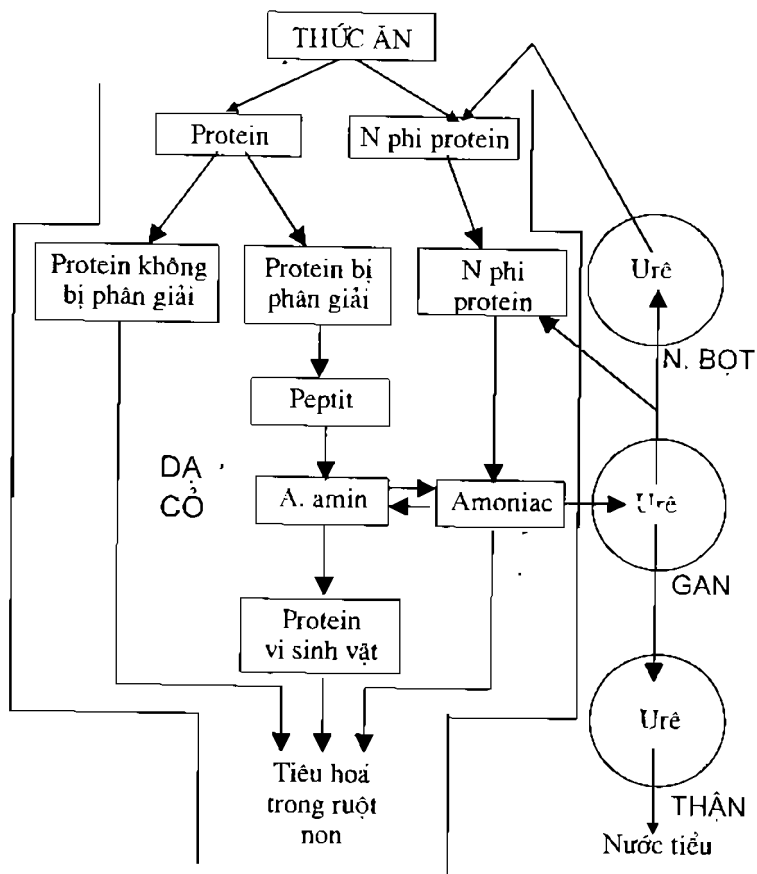 THỨC ĂN
Protein
N phi protein
Protein không
bị phân giải
Protein bị
phân giải
N phi
protein
Urê
N. BỌT
Peptit
DẠ
CỎ
A. amin
Amoniac
Urê
GAN
Protein
vi sinh vật
Urê
Tiêu hoá
trong ruột
non
THẬN
Nước tiểu